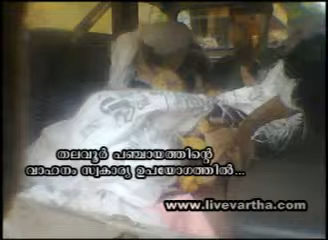 തലവൂർ പഞ്ചായത്തിന്റെ
വാഹനം സ്വകാര്യ ഉപയോഗത്തിൽ...
www.livevartha.com